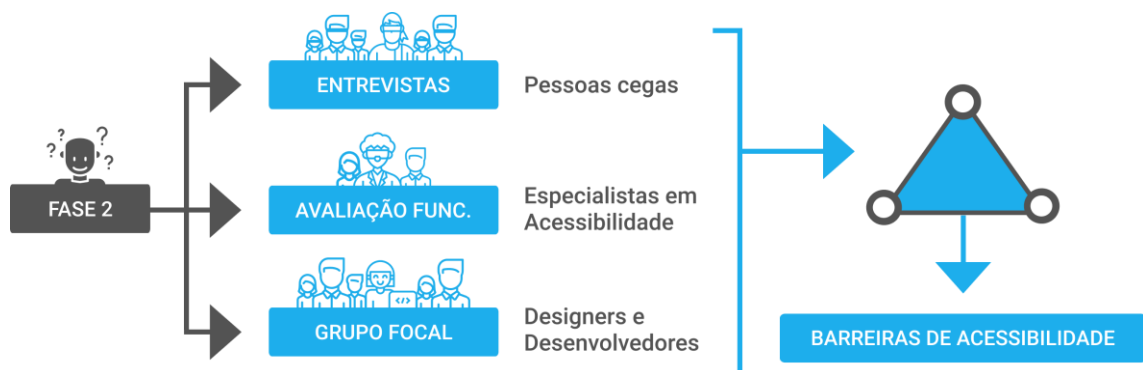 ENTREVISTAS
Pessoas cegas
? ? ? ?
FASE 2
AVALIAÇÃO FUNC.
Especialistas em
Acessibilidade
</>
GRUPO FOCAL
Designers e
Desenvolvedores
BARREIRAS DE ACESSIBILIDADE